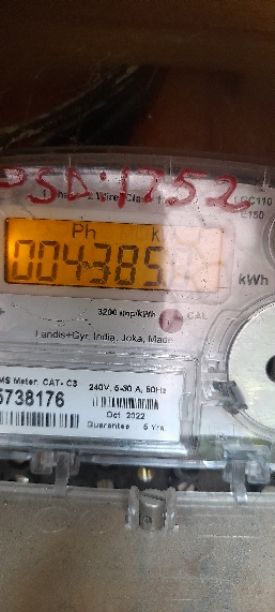 PSD:1752
Ph
004385
kWh
3200 imp/kWh CAL
Landis+Gyr, India, Joka, Made
MS Meter. CAT- C3
240V, 5-30 A, 50Hz
5738176
Oct 2022
Guarantee 5 Yrs